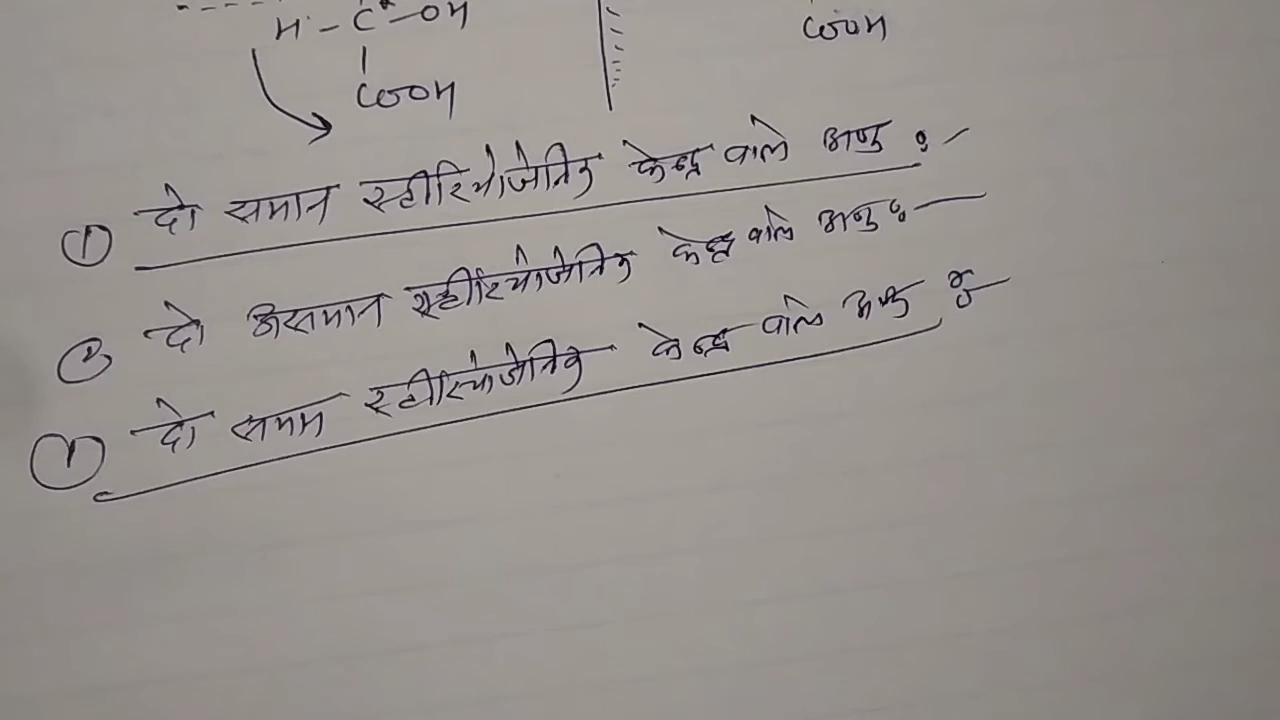 H - C* - OH
COOH
COOH
① दो समान स्टीरियोजेनिक केन्द्र वाले अणु :-
② दो असमान स्टीरियोजेनिक केन्द्र वाले अणु :-
① दो समान स्टीरियोजेनिक केन्द्र वाले अणु :-